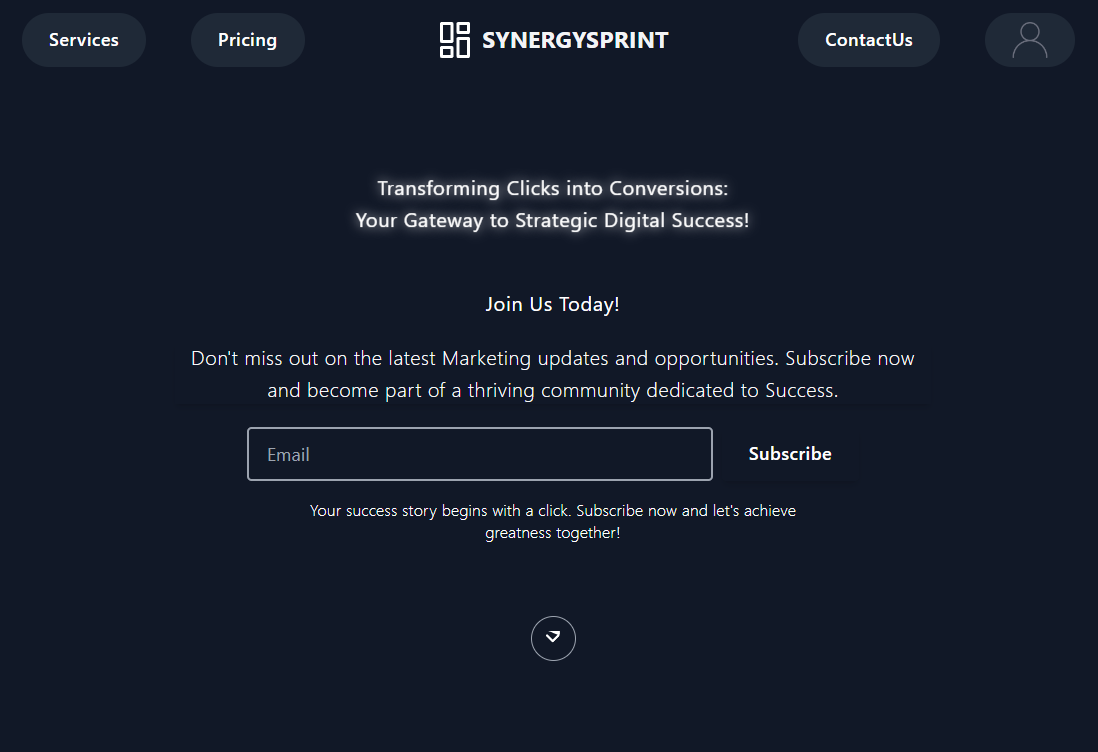 Services
Pricing
SYNERGYSPRINT
ContactUs
Transforming Clicks into Conversions:
Your Gateway to Strategic Digital Success!
Join Us Today!
Don't miss out on the latest Marketing updates and opportunities. Subscribe now
and become part of a thriving community dedicated to Success.
Email
Subscribe
Your success story begins with a click. Subscribe now and let's achieve
greatness together!